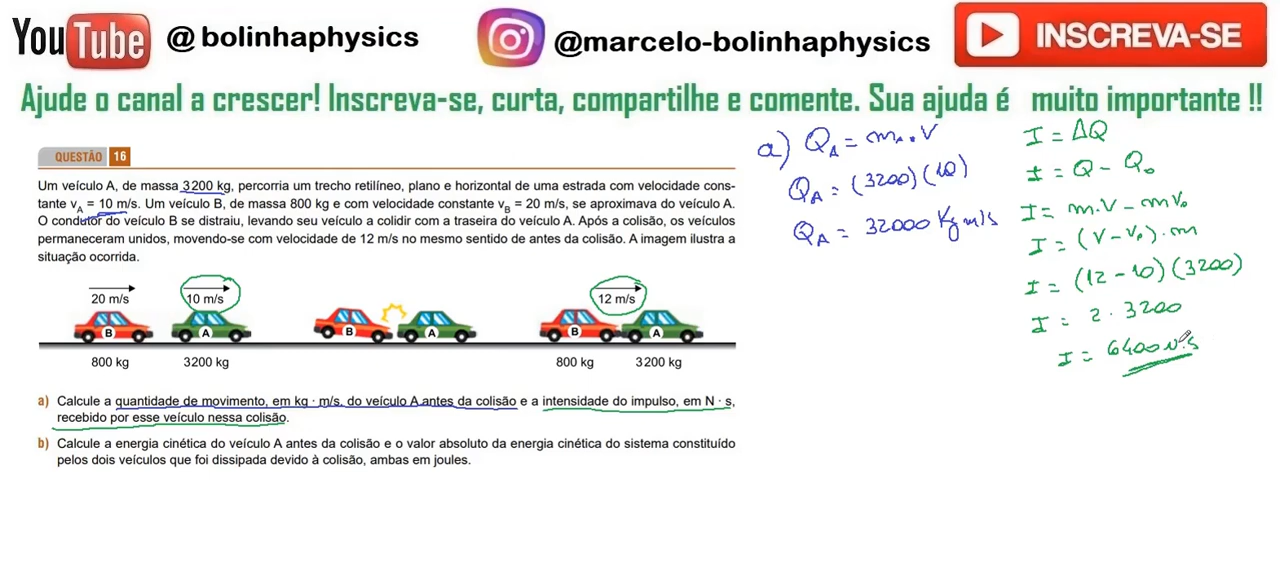 YouTube @bolinhaphysics @marcelo-bolinhaphysics INSCREVA-SE
Ajude o canal a crescer! Inscreva-se, curta, compartilhe e comente. Sua ajuda é muito importante !!
QUESTÃO 16
Um veículo A, de massa 3200 kg, percorria um trecho retilíneo, plano e horizontal de uma estrada com velocidade cons-
tante vA = 10 m/s. Um veículo B, de massa 800 kg e com velocidade constante vB = 20 m/s, se aproximava do veículo A.
O condutor do veículo B se distraiu, levando seu veículo a colidir com a traseira do veículo A. Após a colisão, os veículos
permaneceram unidos, movendo-se com velocidade de 12 m/s no mesmo sentido de antes da colisão. A imagem ilustra a
situação ocorrida.
20 m/s 10 m/s 12 m/s
B A B A B A
800 kg 3200 kg 800 kg 3200 kg
a) Calcule a quantidade de movimento, em kg · m/s, do veículo A antes da colisão e a intensidade do impulso, em N · s,
recebido por esse veículo nessa colisão.
b) Calcule a energia cinética do veículo A antes da colisão e o valor absoluto da energia cinética do sistema constituído
pelos dois veículos que foi dissipada devido à colisão, ambas em joules.
a) QA = mA.V
QA = (3200)(10)
QA = 32000 Kg m/s
I = ΔQ
I = Q - Q0
I = m.V - mV0
I = (V-V0).m
I = (12-10)(3200)
I = 2.3200
I = 6400 N.s